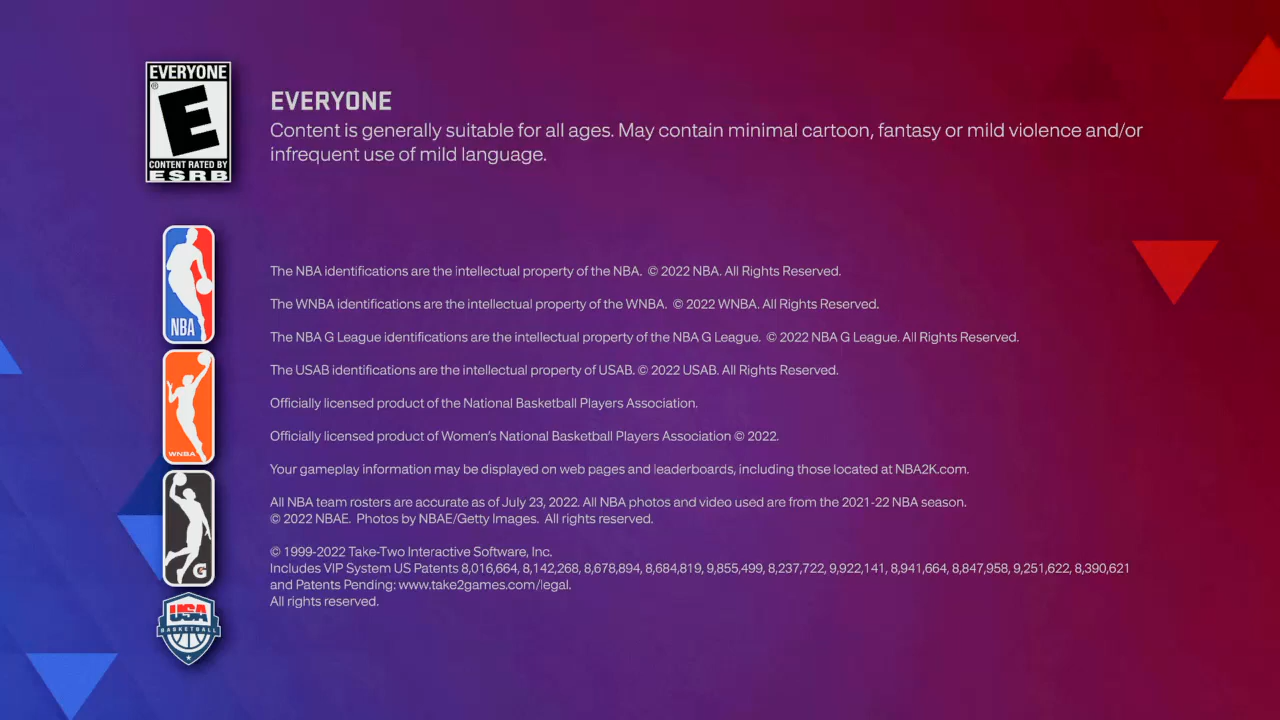 EVERYONE
E
®
CONTENT RATED BY
ESRB
EVERYONE
Content is generally suitable for all ages. May contain minimal cartoon, fantasy or mild violence and/or
infrequent use of mild language.
NBA
The NBA identifications are the intellectual property of the NBA. © 2022 NBA. All Rights Reserved.
The WNBA identifications are the intellectual property of the WNBA. © 2022 WNBA. All Rights Reserved.
The NBA G League identifications are the intellectual property of the NBA G League. © 2022 NBA G League. All Rights Reserved.
WNBA
The USAB identifications are the intellectual property of USAB. © 2022 USAB. All Rights Reserved.
Officially licensed product of the National Basketball Players Association.
Officially licensed product of Women's National Basketball Players Association © 2022.
Your gameplay information may be displayed on web pages and leaderboards, including those located at NBA2K.com.
G
All NBA team rosters are accurate as of July 23, 2022. All NBA photos and video used are from the 2021-22 NBA season.
© 2022 NBAE. Photos by NBAE/Getty Images. All rights reserved.
© 1999-2022 Take-Two Interactive Software, Inc.
Includes VIP System US Patents 8,016,664, 8,142,268, 8,678,894, 8,684,819, 9,855,499, 8,237,722, 9,922,141, 8,941,664, 8,847,958, 9,251,622, 8,390,621
and Patents Pending: www.take2games.com/legal.
All rights reserved.
USA
BASKETBALL